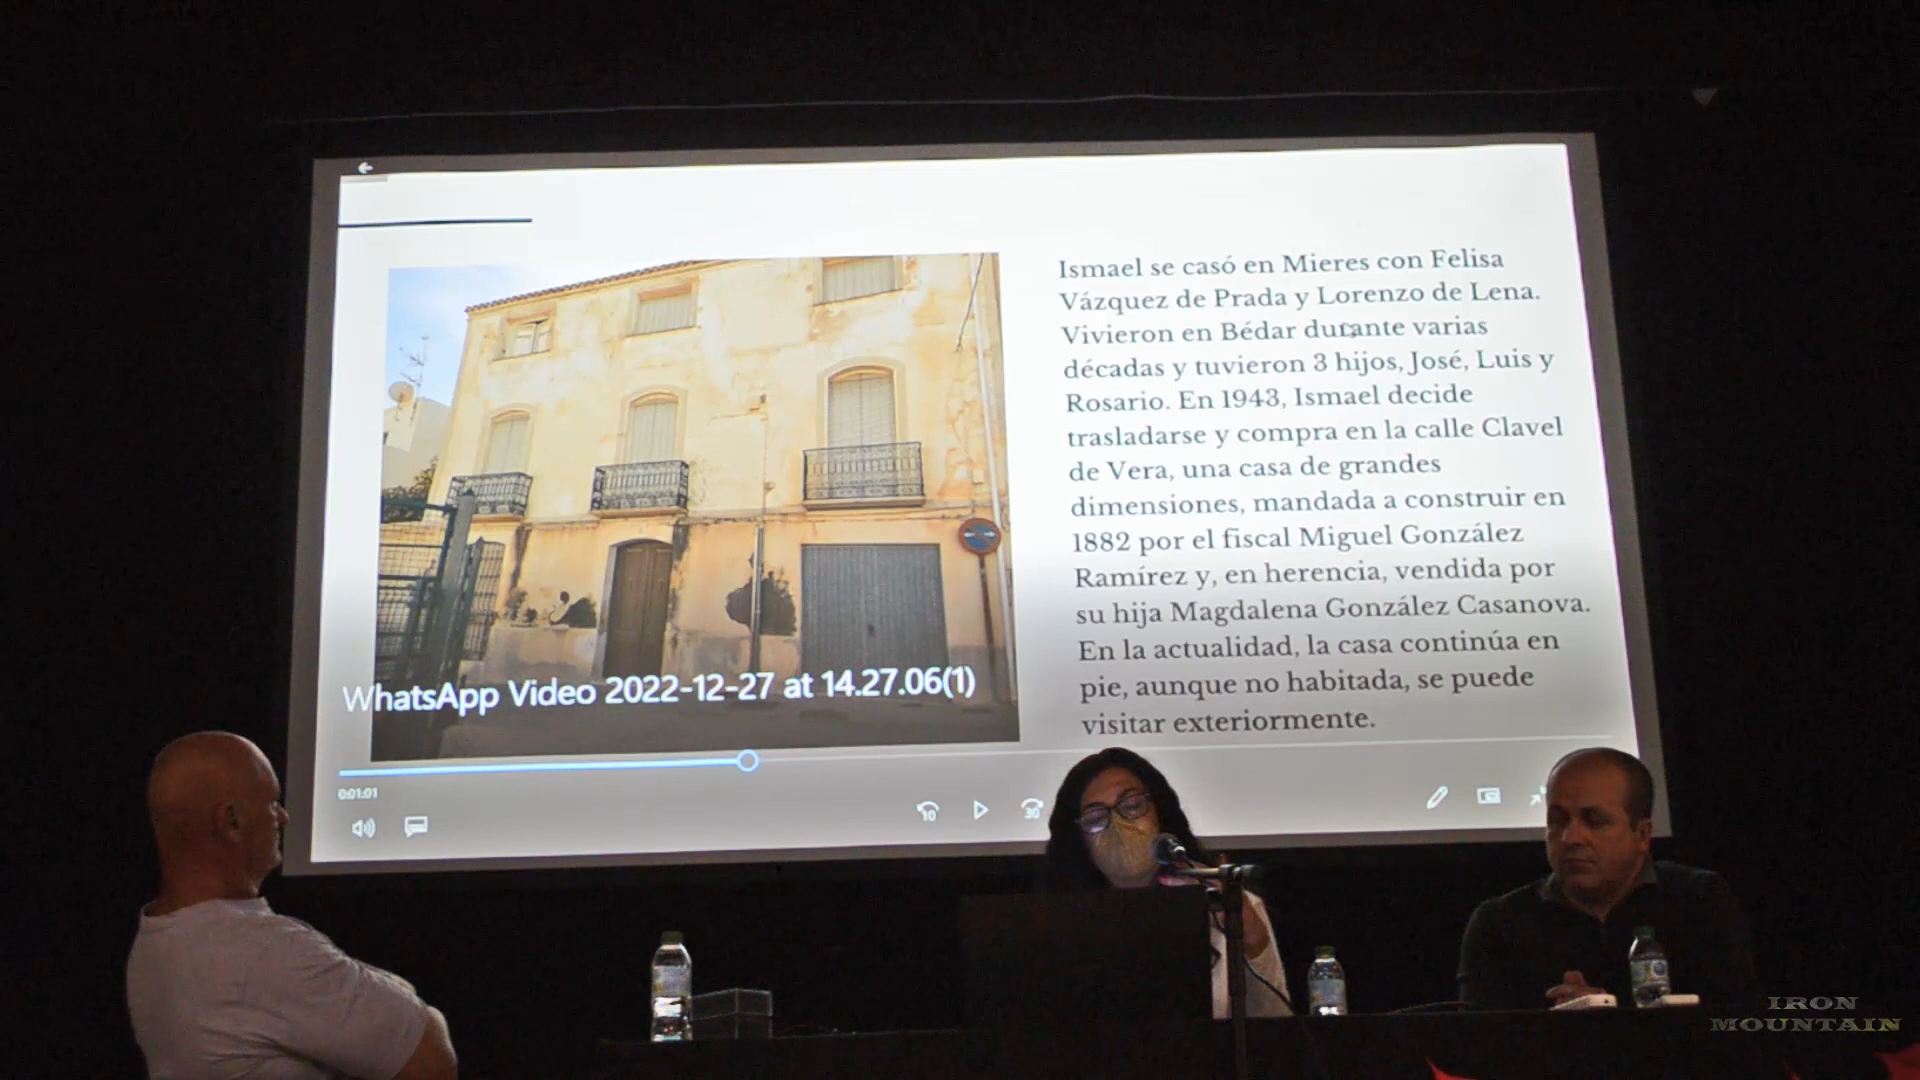 Ismael se casó en Mieres con Felisa
Vázquez de Prada y Lorenzo de Lena.
Vivieron en Bédar durante varias
décadas y tuvieron 3 hijos, José, Luis y
Rosario. En 1943, Ismael decide
trasladarse y compra en la calle Clavel
de Vera, una casa de grandes
dimensiones, mandada a construir en
1882 por el fiscal Miguel González
Ramírez y, en herencia, vendida por
su hija Magdalena González Casanova.
En la actualidad, la casa continúa en
pie, aunque no habitada, se puede
visitar exteriormente.
WhatsApp Video 2022-12-27 at 14.27.06(1)
0:01:01
10
30
IRON
MOUNTAIN